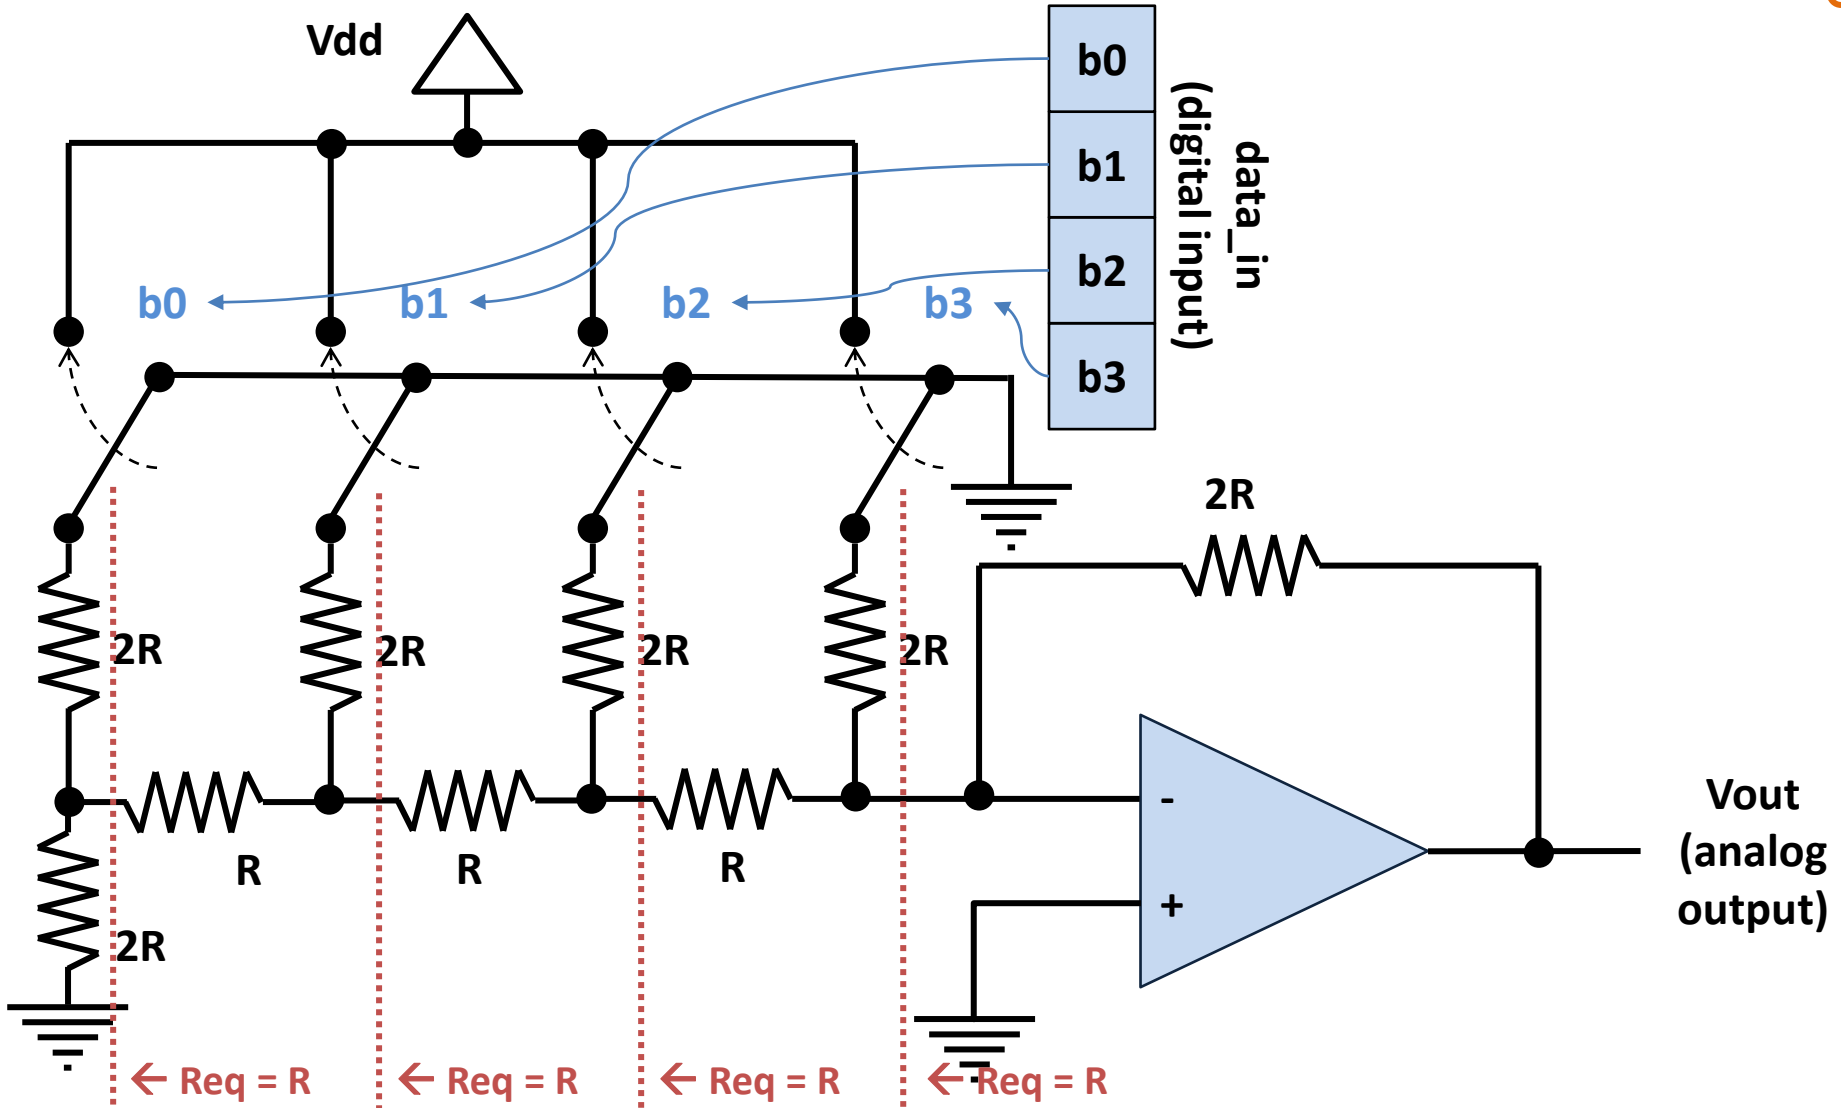 Vdd
b0
b1
b2
b3
data_in
(digital input)
b0
b1
b2
b3
2R
2R
2R
2R
2R
R
R
R
2R
-
+
Vout
(analog
output)
← Req = R
← Req = R
← Req = R
← Req = R